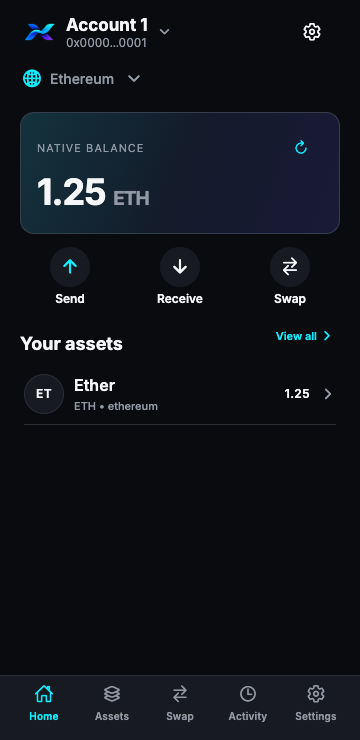 Account 1
0x0000...0001
Ethereum
NATIVE BALANCE
1.25 ETH
Send
Receive
Swap
Your assets
View all
ET
Ether
ETH • ethereum
1.25
Home
Assets
Swap
Activity
Settings